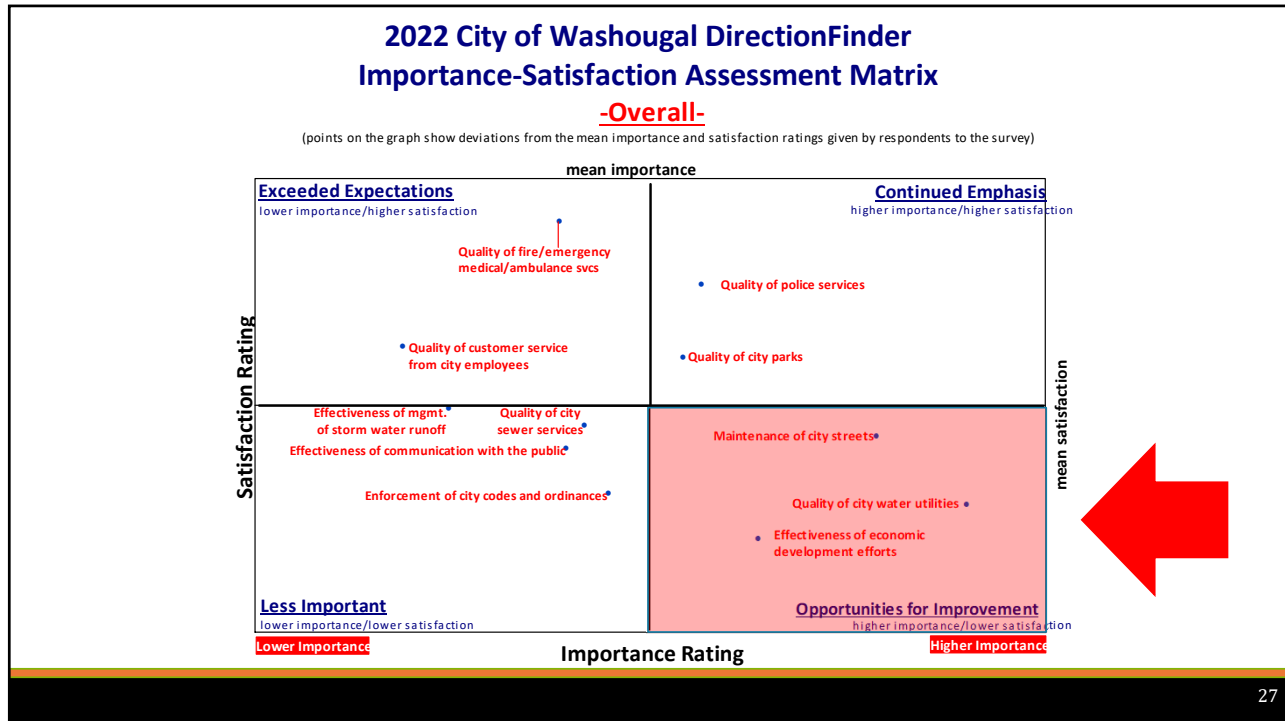 2022 City of Washougal DirectionFinder
Importance-Satisfaction Assessment Matrix
-Overall-
(points on the graph show deviations from the mean importance and satisfaction ratings given by respondents to the survey)
mean importance
Exceeded Expectations
lower importance/higher satisfaction
Continued Emphasis
higher importance/higher satisfaction
Quality of fire/emergency
medical/ambulance svcs
Quality of police services
Quality of customer service
from city employees
Quality of city parks
Satisfaction Rating
mean satisfaction
Effectiveness of mgmt.
of storm water runoff
Quality of city
sewer services
Effectiveness of communication with the public
Enforcement of city codes and ordinances
Maintenance of city streets
Quality of city water utilities
Effectiveness of economic
development efforts
Less Important
lower importance/lower satisfaction
Opportunities for Improvement
higher importance/lower satisfaction
Lower Importance
Importance Rating
Higher Importance
27